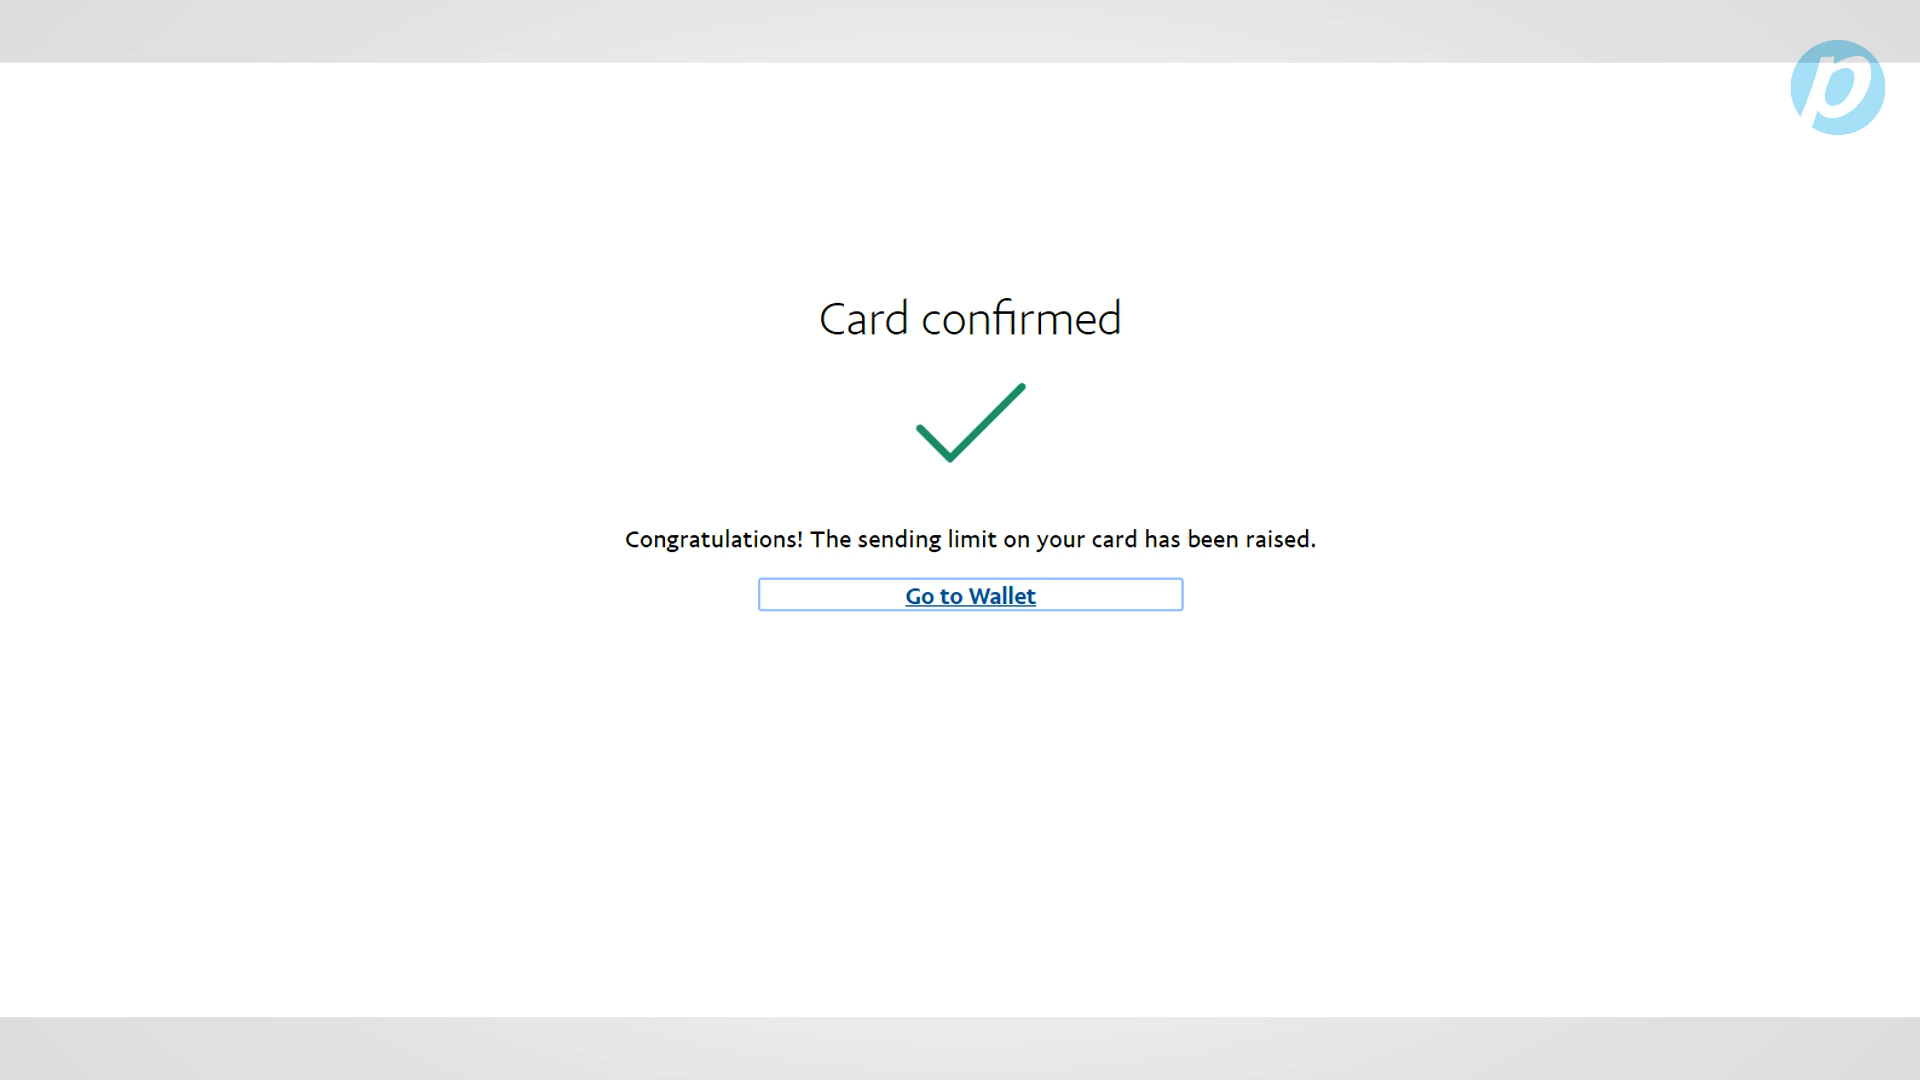 p
Card confirmed
Congratulations! The sending limit on your card has been raised.
Go to Wallet